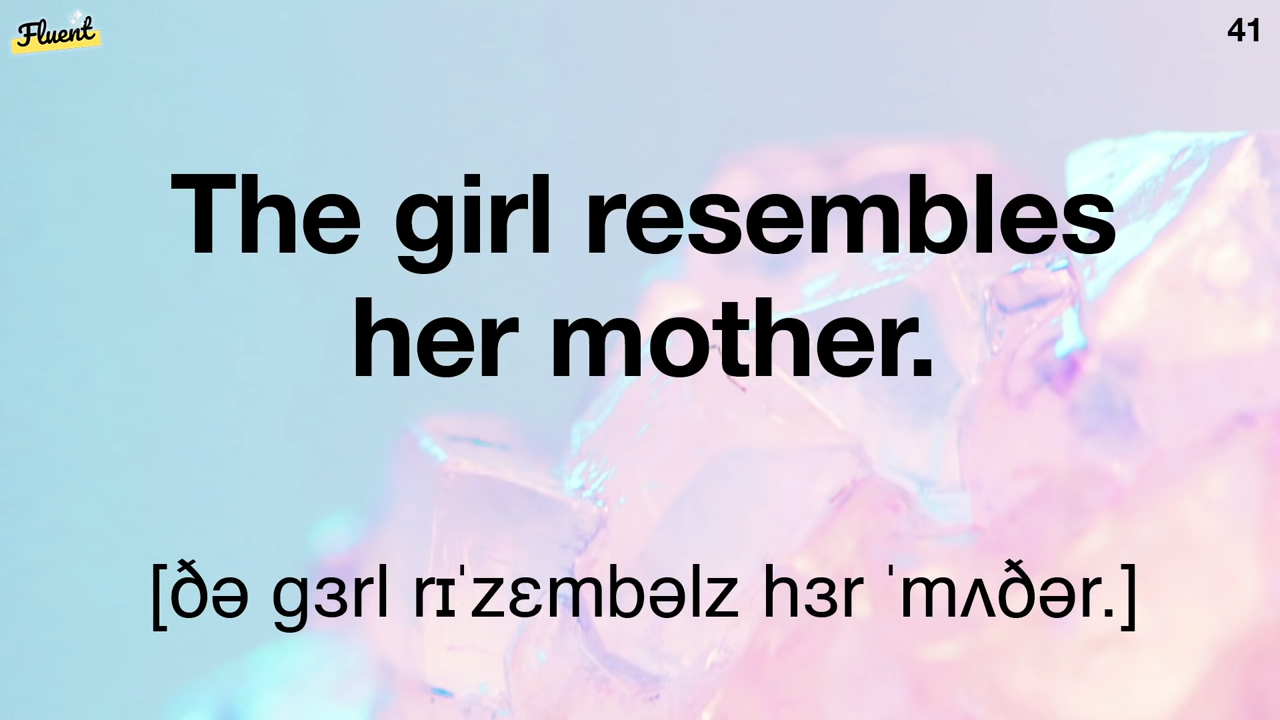 Fluent
41
The girl resembles
her mother.
[ðə gɜrl rɪˈzɛmbəlz hɜr ˈmʌðər.]